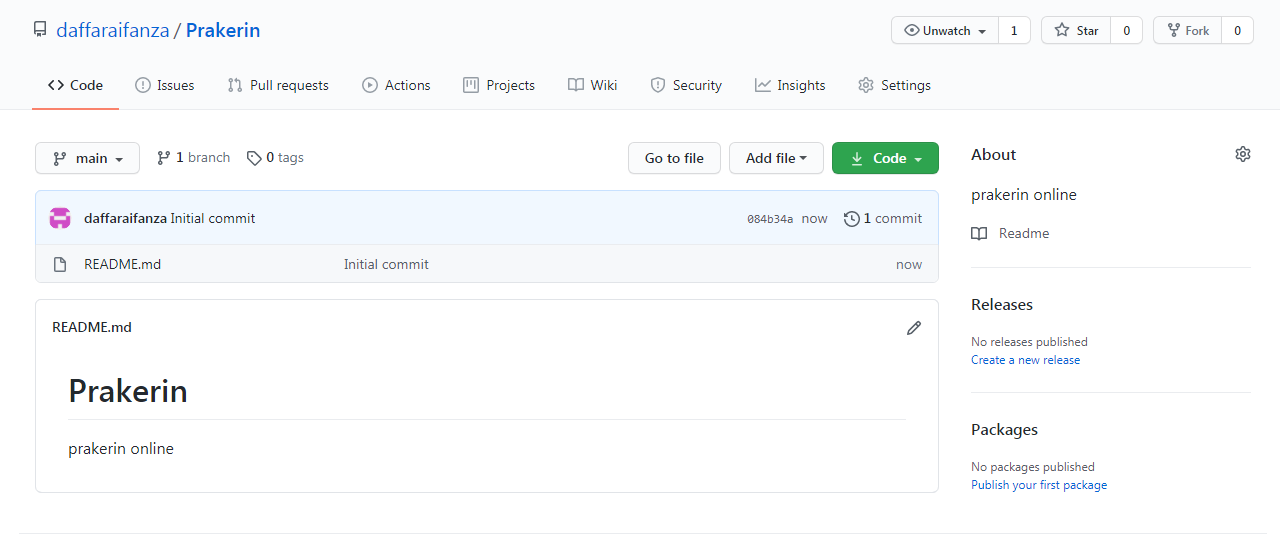 daffaraifanza / Prakerin
Unwatch 1 Star 0 Fork 0
Code Issues Pull requests Actions Projects Wiki Security Insights Settings
main 1 branch 0 tags Go to file Add file Code
daffaraifanza Initial commit 084b34a now 1 commit
README.md Initial commit now
README.md
Prakerin
prakerin online
About
prakerin online
Readme
Releases
No releases published
Create a new release
Packages
No packages published
Publish your first package